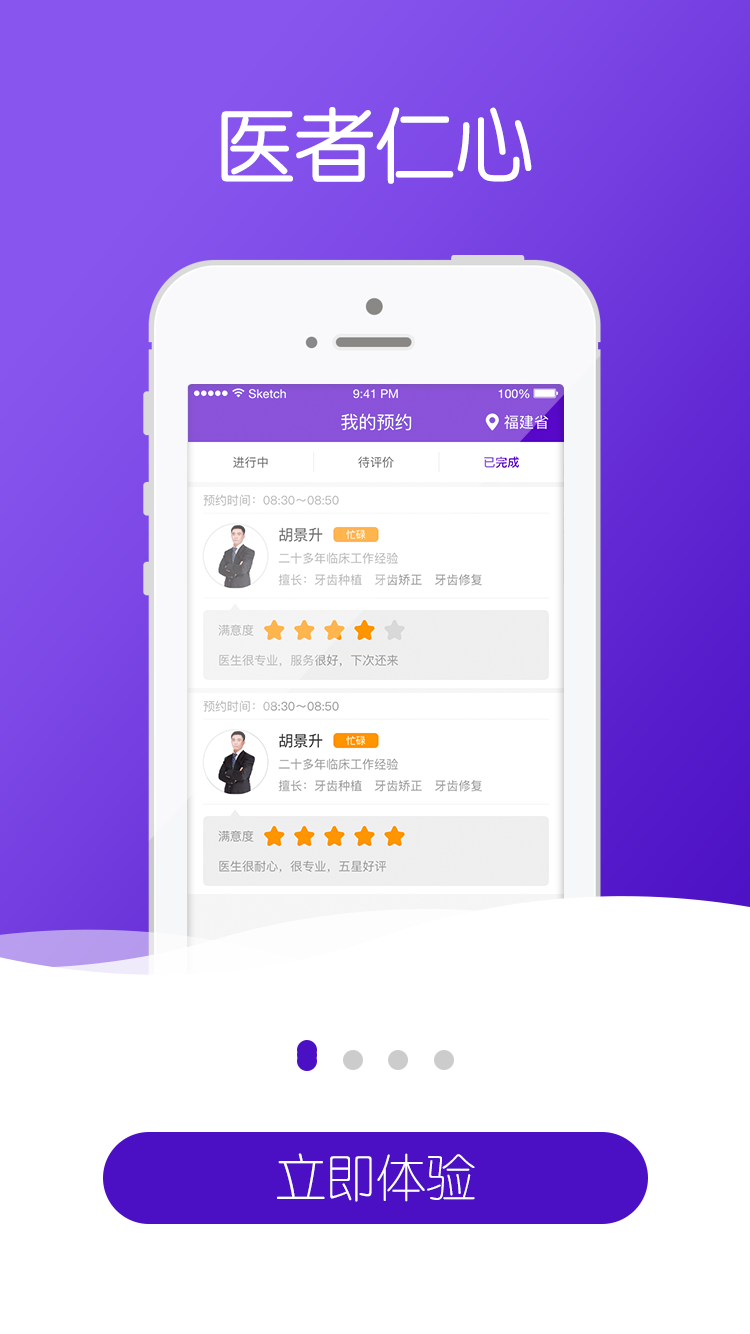 医者仁心
Sketch 9:41 PM 100%
我的预约 福建省
进行中 待评价 已完成
预约时间：08:30～08:50
胡景升 忙碌
二十多年临床工作经验
擅长：牙齿种植 牙齿矫正 牙齿修复
满意度
医生很专业，服务很好，下次还来
预约时间：08:30～08:50
胡景升 忙碌
二十多年临床工作经验
擅长：牙齿种植 牙齿矫正 牙齿修复
满意度
医生很耐心，很专业，五星好评
立即体验